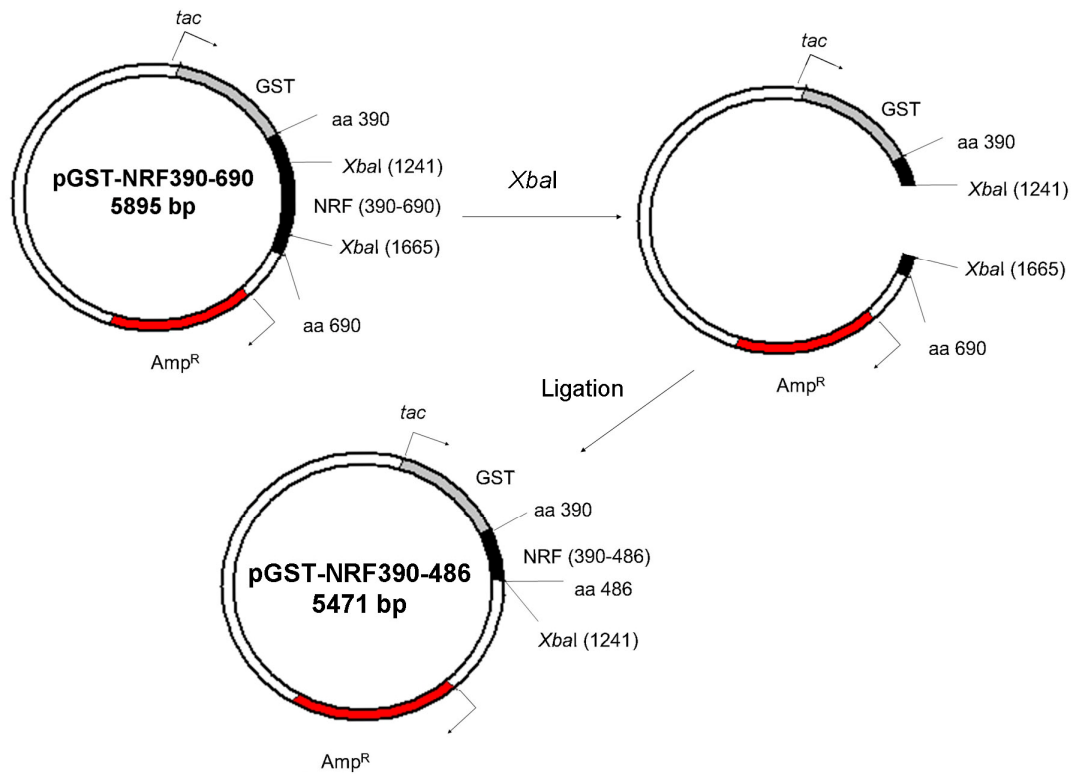 tac
GST
aa 390
XbaI (1241)
pGST-NRF390-690
5895 bp
NRF (390-690)
XbaI (1665)
aa 690
AmpR
XbaI
tac
GST
aa 390
XbaI (1241)
XbaI (1665)
aa 690
AmpR
Ligation
tac
GST
aa 390
NRF (390-486)
pGST-NRF390-486
5471 bp
aa 486
XbaI (1241)
AmpR